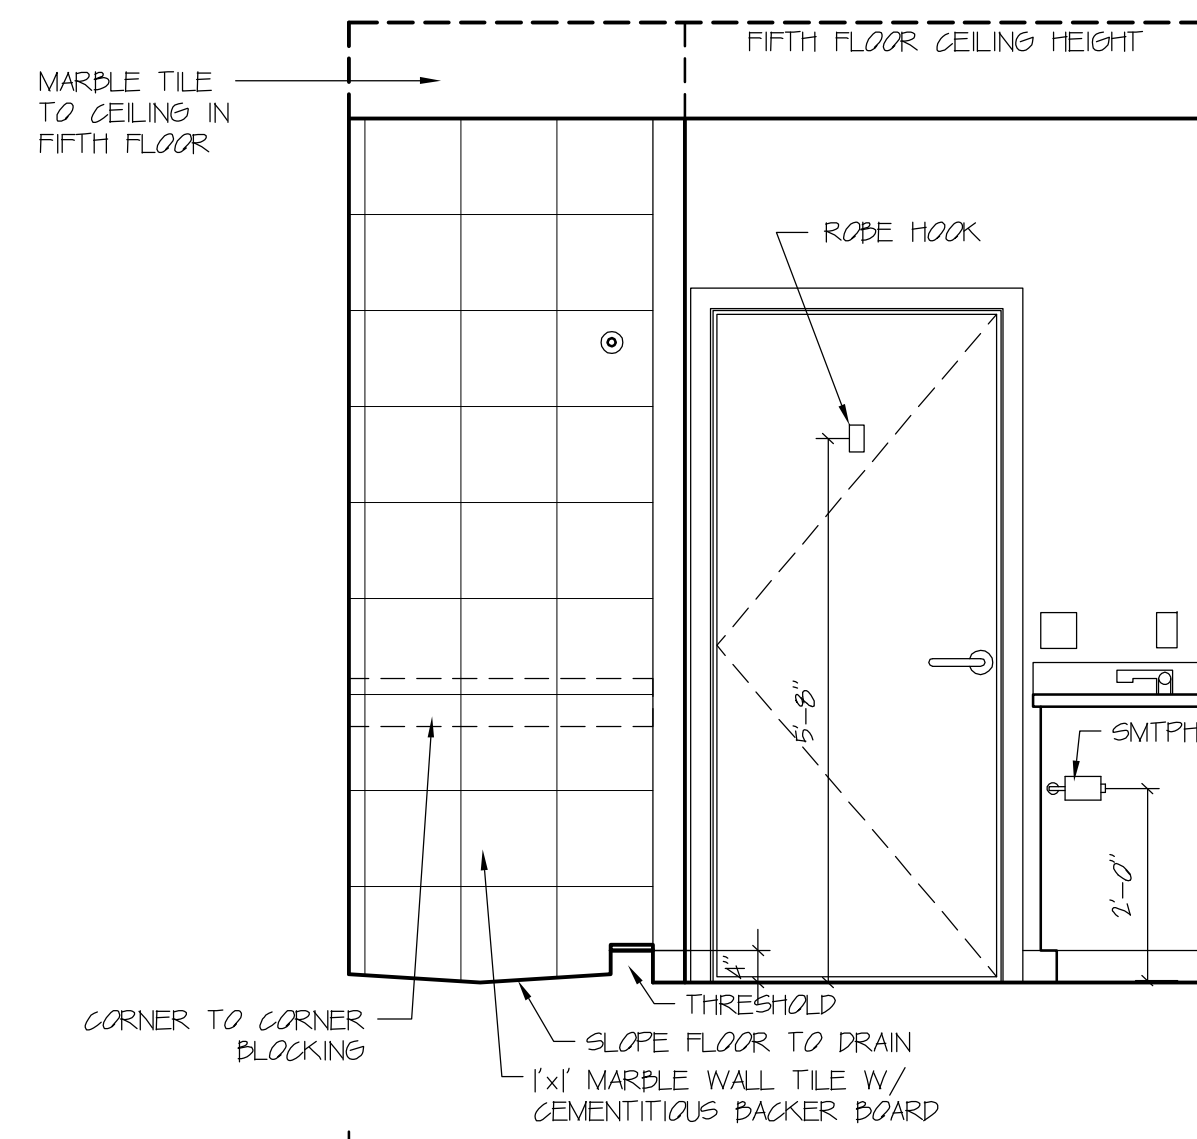 FIFTH FLOOR CEILING HEIGHT
MARBLE TILE
TO CEILING IN
FIFTH FLOOR
ROBE HOOK
5'-8"
SMTPH
2'-0"
4"
THRESHOLD
CORNER TO CORNER
BLOCKING
SLOPE FLOOR TO DRAIN
1'x1' MARBLE WALL TILE W/
CEMENTITIOUS BACKER BOARD